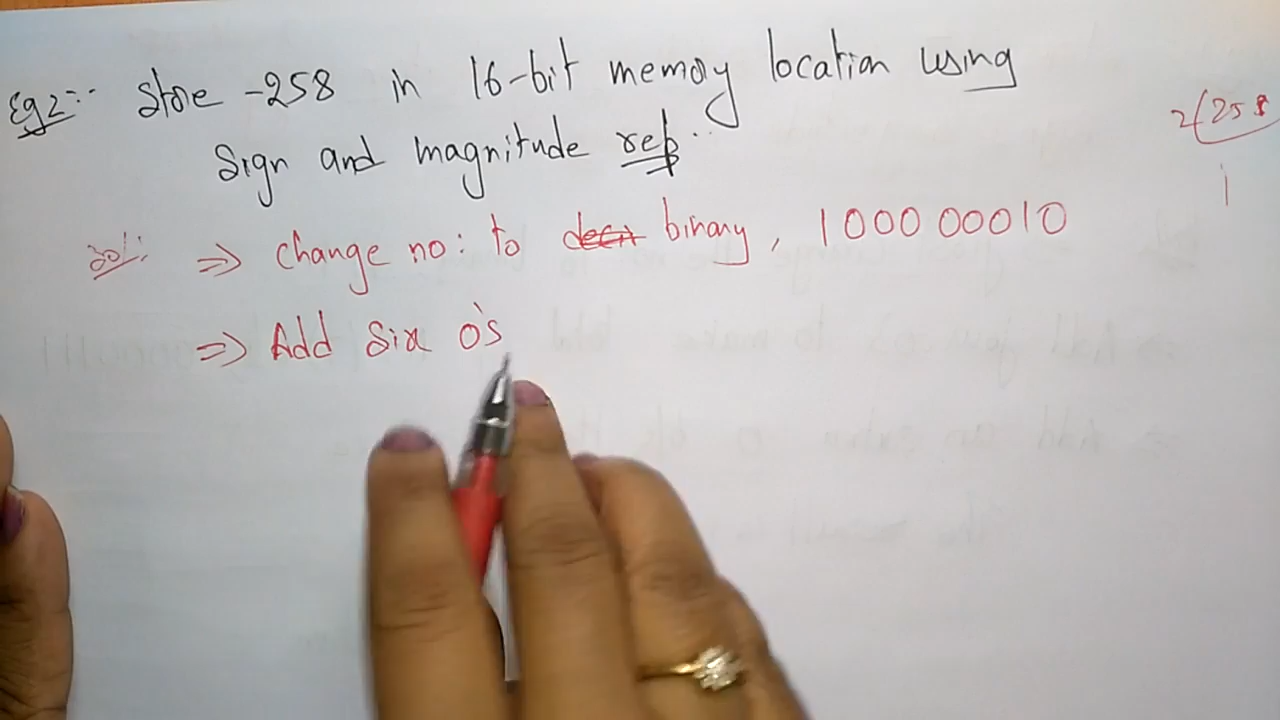 Eg2:- Store -258 in 16-bit memory location using
Sign and magnitude rep..
2(258
1
Sol: => change no: to binary, 100000010
=> Add Six 0's